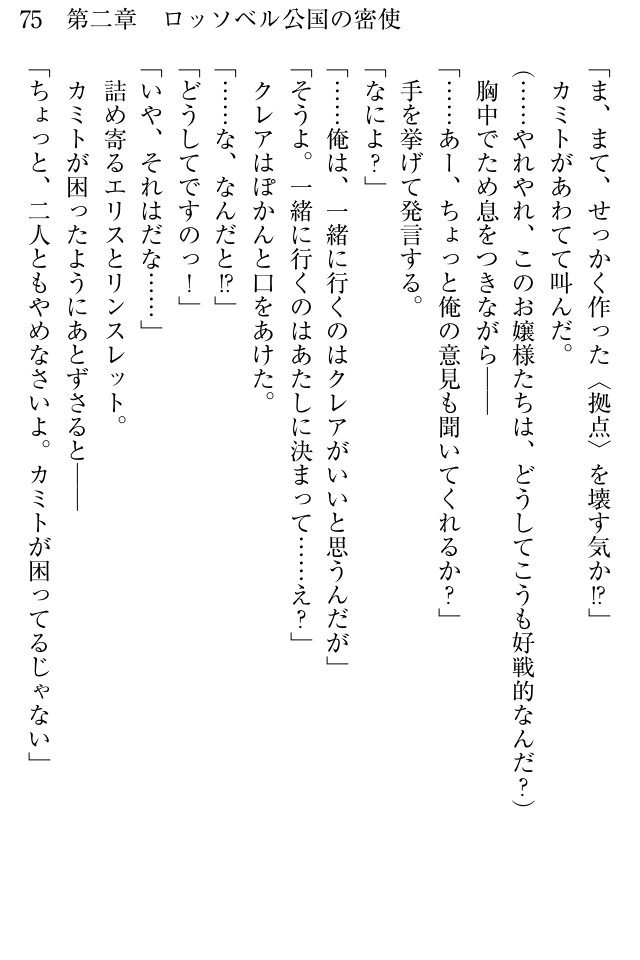 75 第二章 ロッソベル公国の密使
「ま、まて、せっかく作った〈拠点〉を壊す気か!?」
カミトがあわてて叫んだ。
(……やれやれ、このお嬢様たちは、どうしてこうも好戦的なんだ?)
胸中でため息をつきながら——
「……あー、ちょっと俺の意見も聞いてくれるか?」
手を挙げて発言する。
「なによ?」
「……俺は、一緒に行くのはクレアがいいと思うんだが」
「そうよ。一緒に行くのはあたしに決まって……え?」
クレアはぽかんと口をあけた。
「……な、なんだと!?」
「どうしてですのっ!」
「いや、それはだな……」
詰め寄るエリスとリンスレット。
カミトが困ったようにあとずさると——
「ちょっと、二人ともやめなさいよ。カミトが困ってるじゃない」